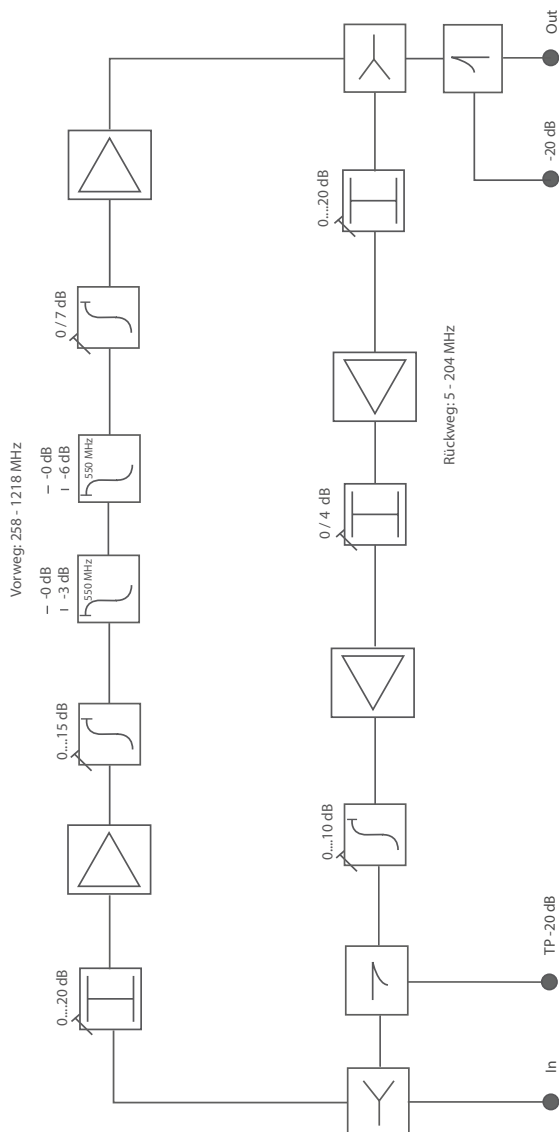 Vorweg: 258 - 1218 MHz
0....20 dB
0....15 dB
– -0 dB
ı -3 dB
550 MHz
– -0 dB
ı -6 dB
550 MHz
0 / 7 dB
0....10 dB
0 / 4 dB
0....20 dB
Rückweg: 5 - 204 MHz
In
TP -20 dB
-20 dB
Out